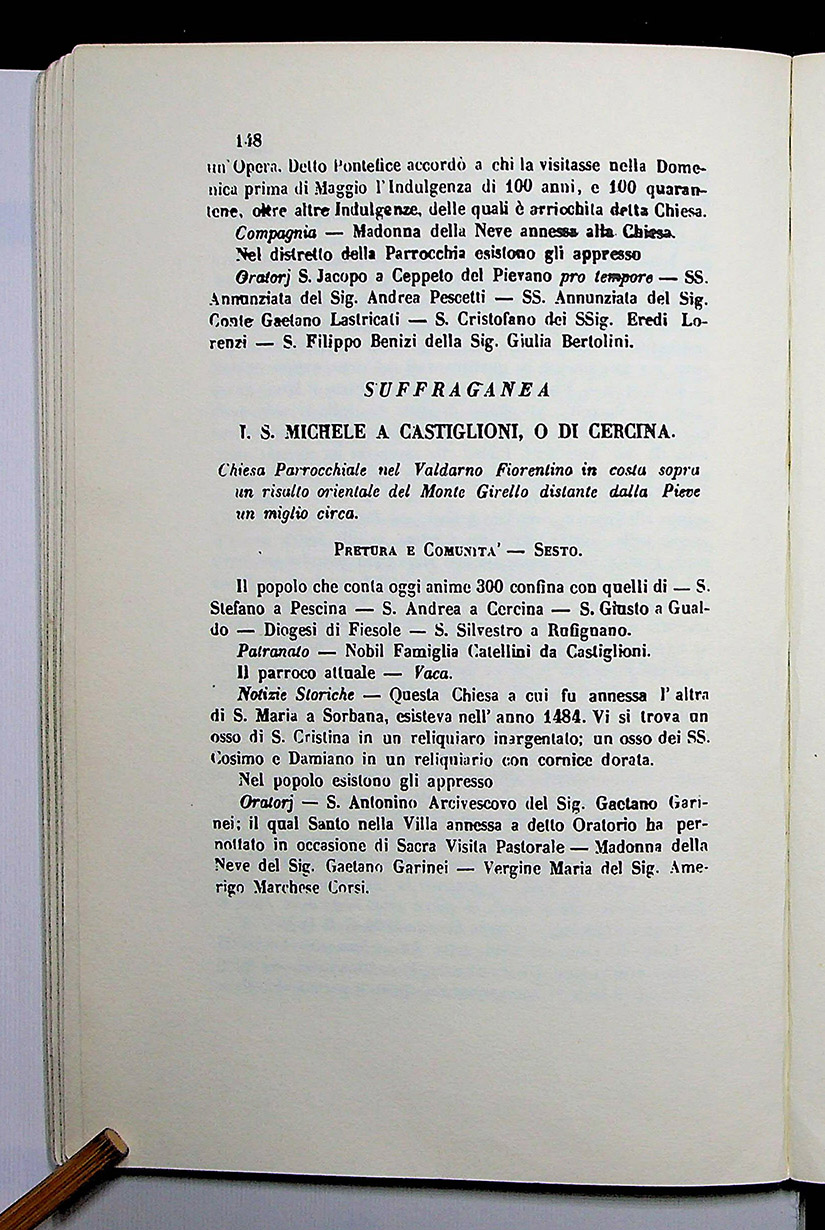 148
un' Opera. Detto Pontefice accordò a chi la visitasse nella Dome-
nica prima di Maggio l'Indulgenza di 100 anni, e 100 quaran-
tene, oltre altre Indulgenze, delle quali è arricchita detta Chiesa.
Compagnia — Madonna della Neve annessa alla Chiesa.
Nel distretto della Parrocchia esistono gli appresso
Oratorj S. Jacopo a Ceppeto del Pievano pro tempore — SS.
Annunziata del Sig. Andrea Pescetti — SS. Annunziata del Sig.
Conte Gaetano Lastricati — S. Cristofano dei SSig. Eredi Lo-
renzi — S. Filippo Benizi della Sig. Giulia Bertolini.
SUFFRAGANEA
I. S. MICHELE A CASTIGLIONI, O DI CERCINA.
Chiesa Parrocchiale nel Valdarno Fiorentino in costa sopra
un risalto orientale del Monte Girello distante dalla Pieve
un miglio circa.
PRETURA E COMUNITA' — SESTO.
Il popolo che conta oggi anime 300 confina con quelli di — S.
Stefano a Pescina — S. Andrea a Cercina — S. Giusto a Gual-
do — Diogesi di Fiesole — S. Silvestro a Rufignano.
Patronato — Nobil Famiglia Catellini da Castiglioni.
Il parroco attuale — Vaca.
Notizie Storiche — Questa Chiesa a cui fu annessa l' altra
di S. Maria a Sorbana, esisteva nell' anno 1484. Vi si trova un
osso di S. Cristina in un reliquiaro inargentato; un osso dei SS.
Cosimo e Damiano in un reliquiario con cornice dorata.
Nel popolo esistono gli appresso
Oratorj — S. Antonino Arcivescovo del Sig. Gaetano Gari-
nei; il qual Santo nella Villa annessa a detto Oratorio ha per-
nottato in occasione di Sacra Visita Pastorale — Madonna della
Neve del Sig. Gaetano Garinei — Vergine Maria del Sig. Ame-
rigo Marchese Corsi.